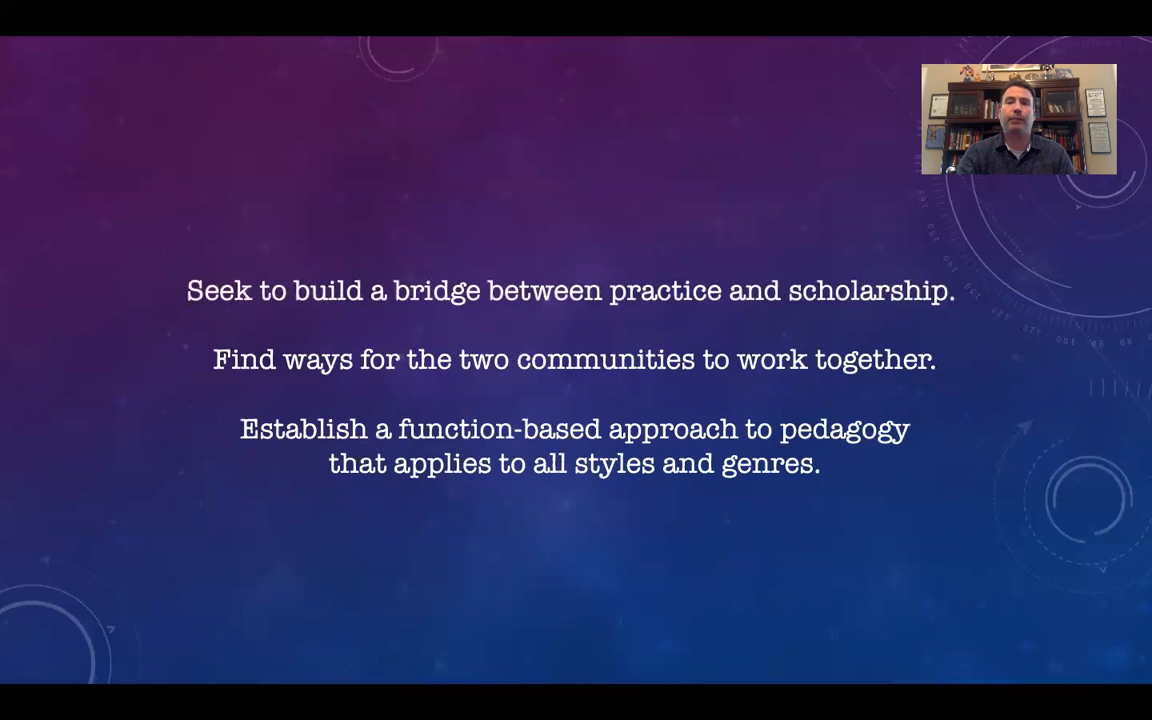 Seek to build a bridge between practice and scholarship.
Find ways for the two communities to work together.
Establish a function-based approach to pedagogy
that applies to all styles and genres.